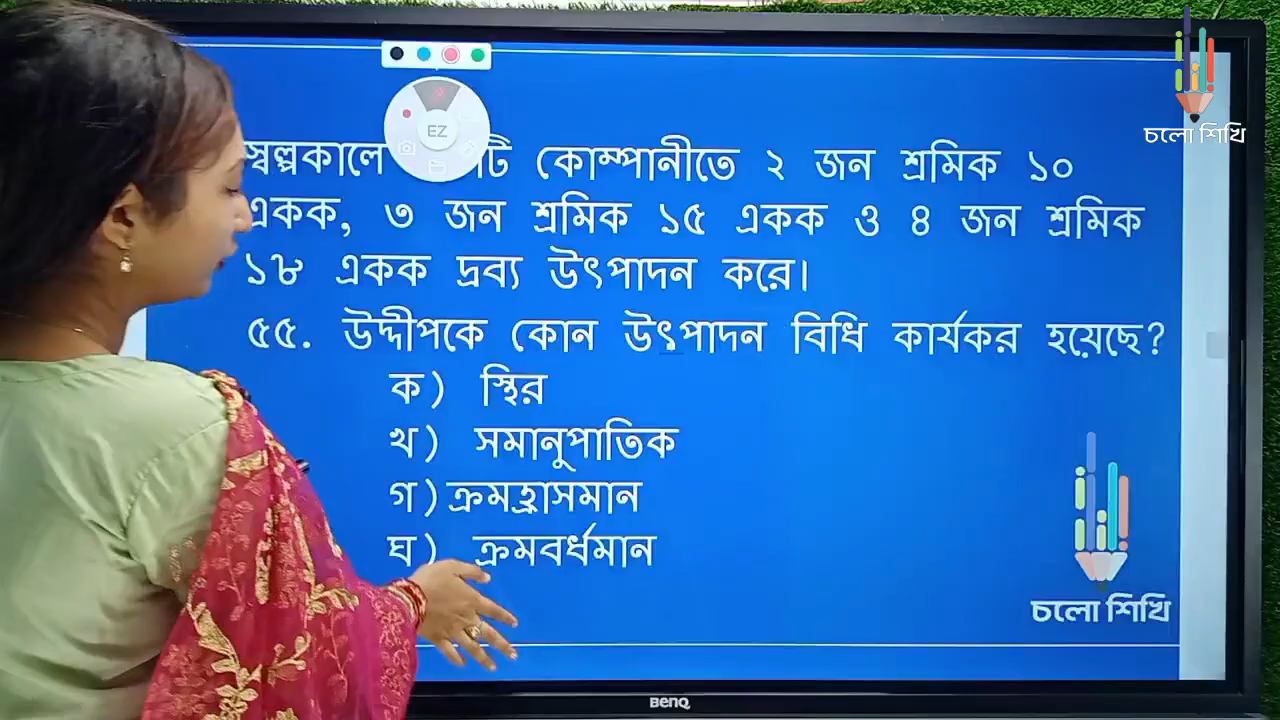 EZ
চলো শিখি
স্বল্পকালে টি কোম্পানীতে ২ জন শ্রমিক ১০
একক, ৩ জন শ্রমিক ১৫ একক ও ৪ জন শ্রমিক
১৮ একক দ্রব্য উৎপাদন করে।
৫৫. উদ্দীপকে কোন উৎপাদন বিধি কার্যকর হয়েছে?
ক) স্থির
খ) সমানুপাতিক
গ) ক্রমহ্রাসমান
ঘ) ক্রমবর্ধমান
চলো শিখি
BenQ